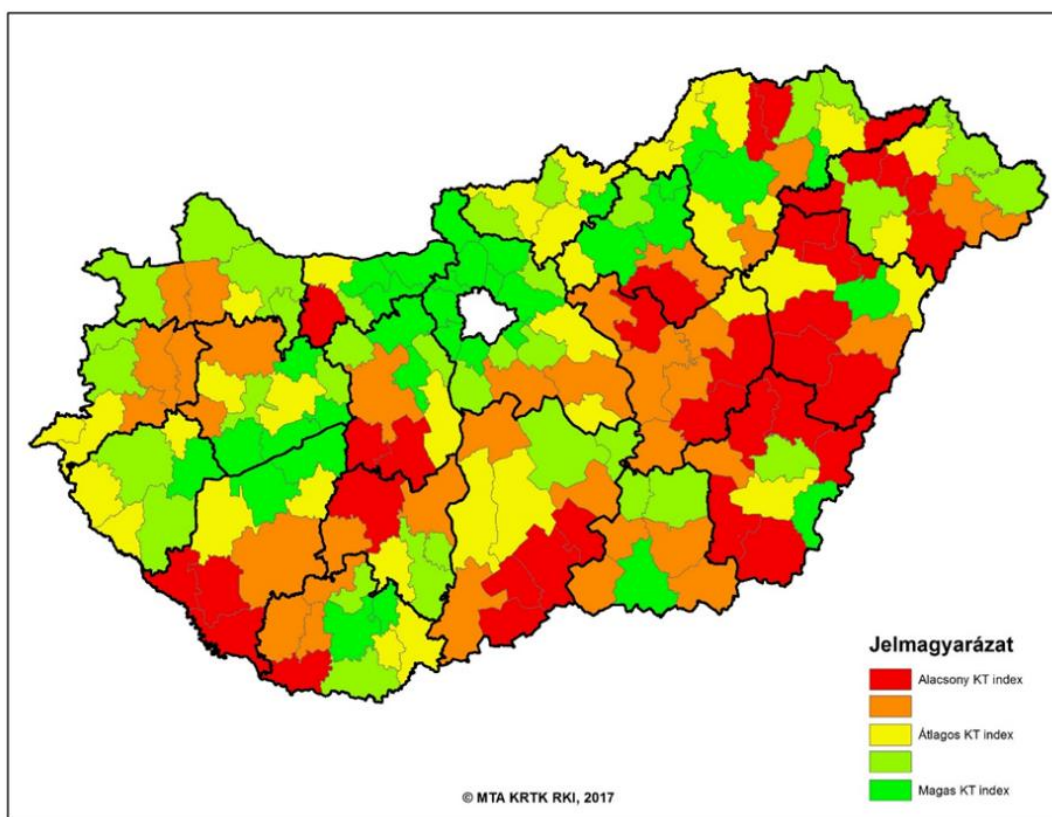 Jelmagyarázat
Alacsony KT index
Átlagos KT index
Magas KT index
© MTA KRTK RKI, 2017